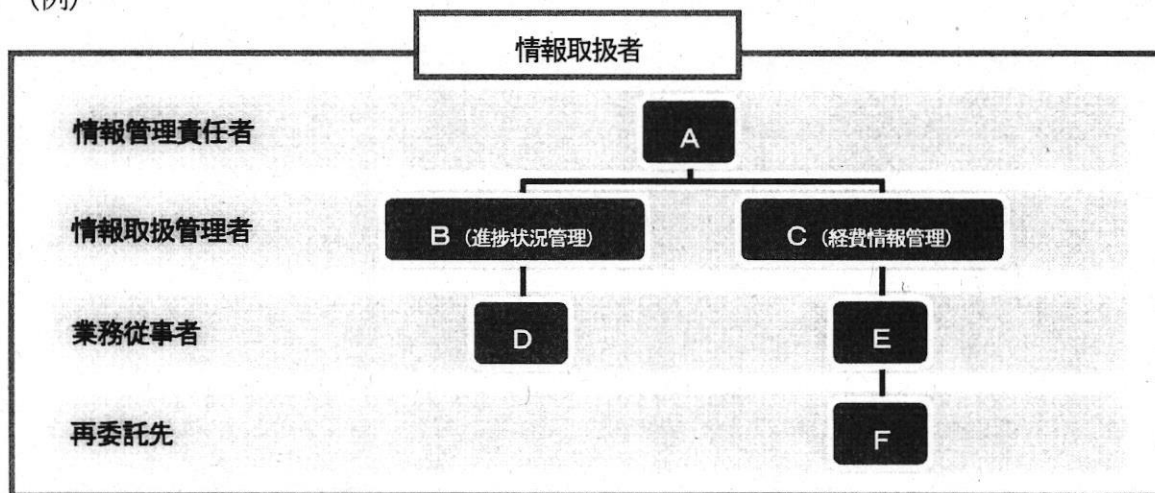 （例）
情報取扱者
情報管理責任者
A
情報取扱管理者
B（進捗状況管理）
C（経費情報管理）
業務従事者
D
E
再委託先
F